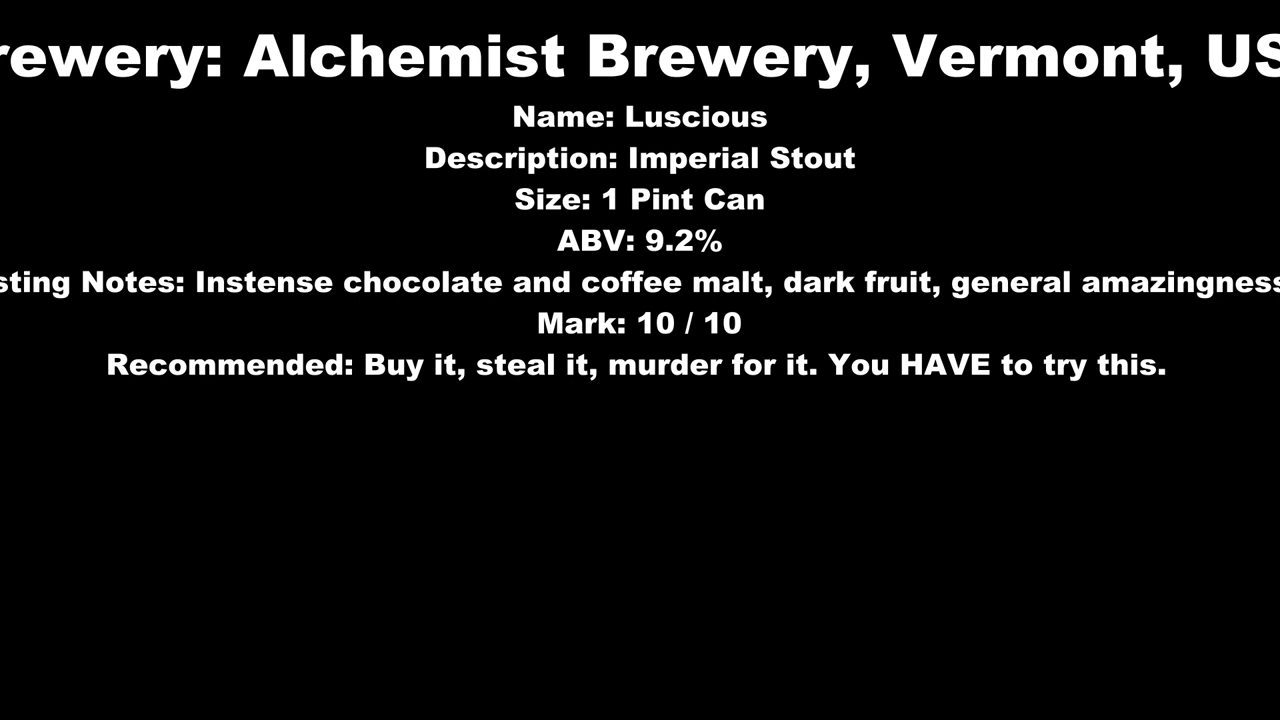 rewery: Alchemist Brewery, Vermont, US
Name: Luscious
Description: Imperial Stout
Size: 1 Pint Can
ABV: 9.2%
sting Notes: Instense chocolate and coffee malt, dark fruit, general amazingness
Mark: 10 / 10
Recommended: Buy it, steal it, murder for it. You HAVE to try this.